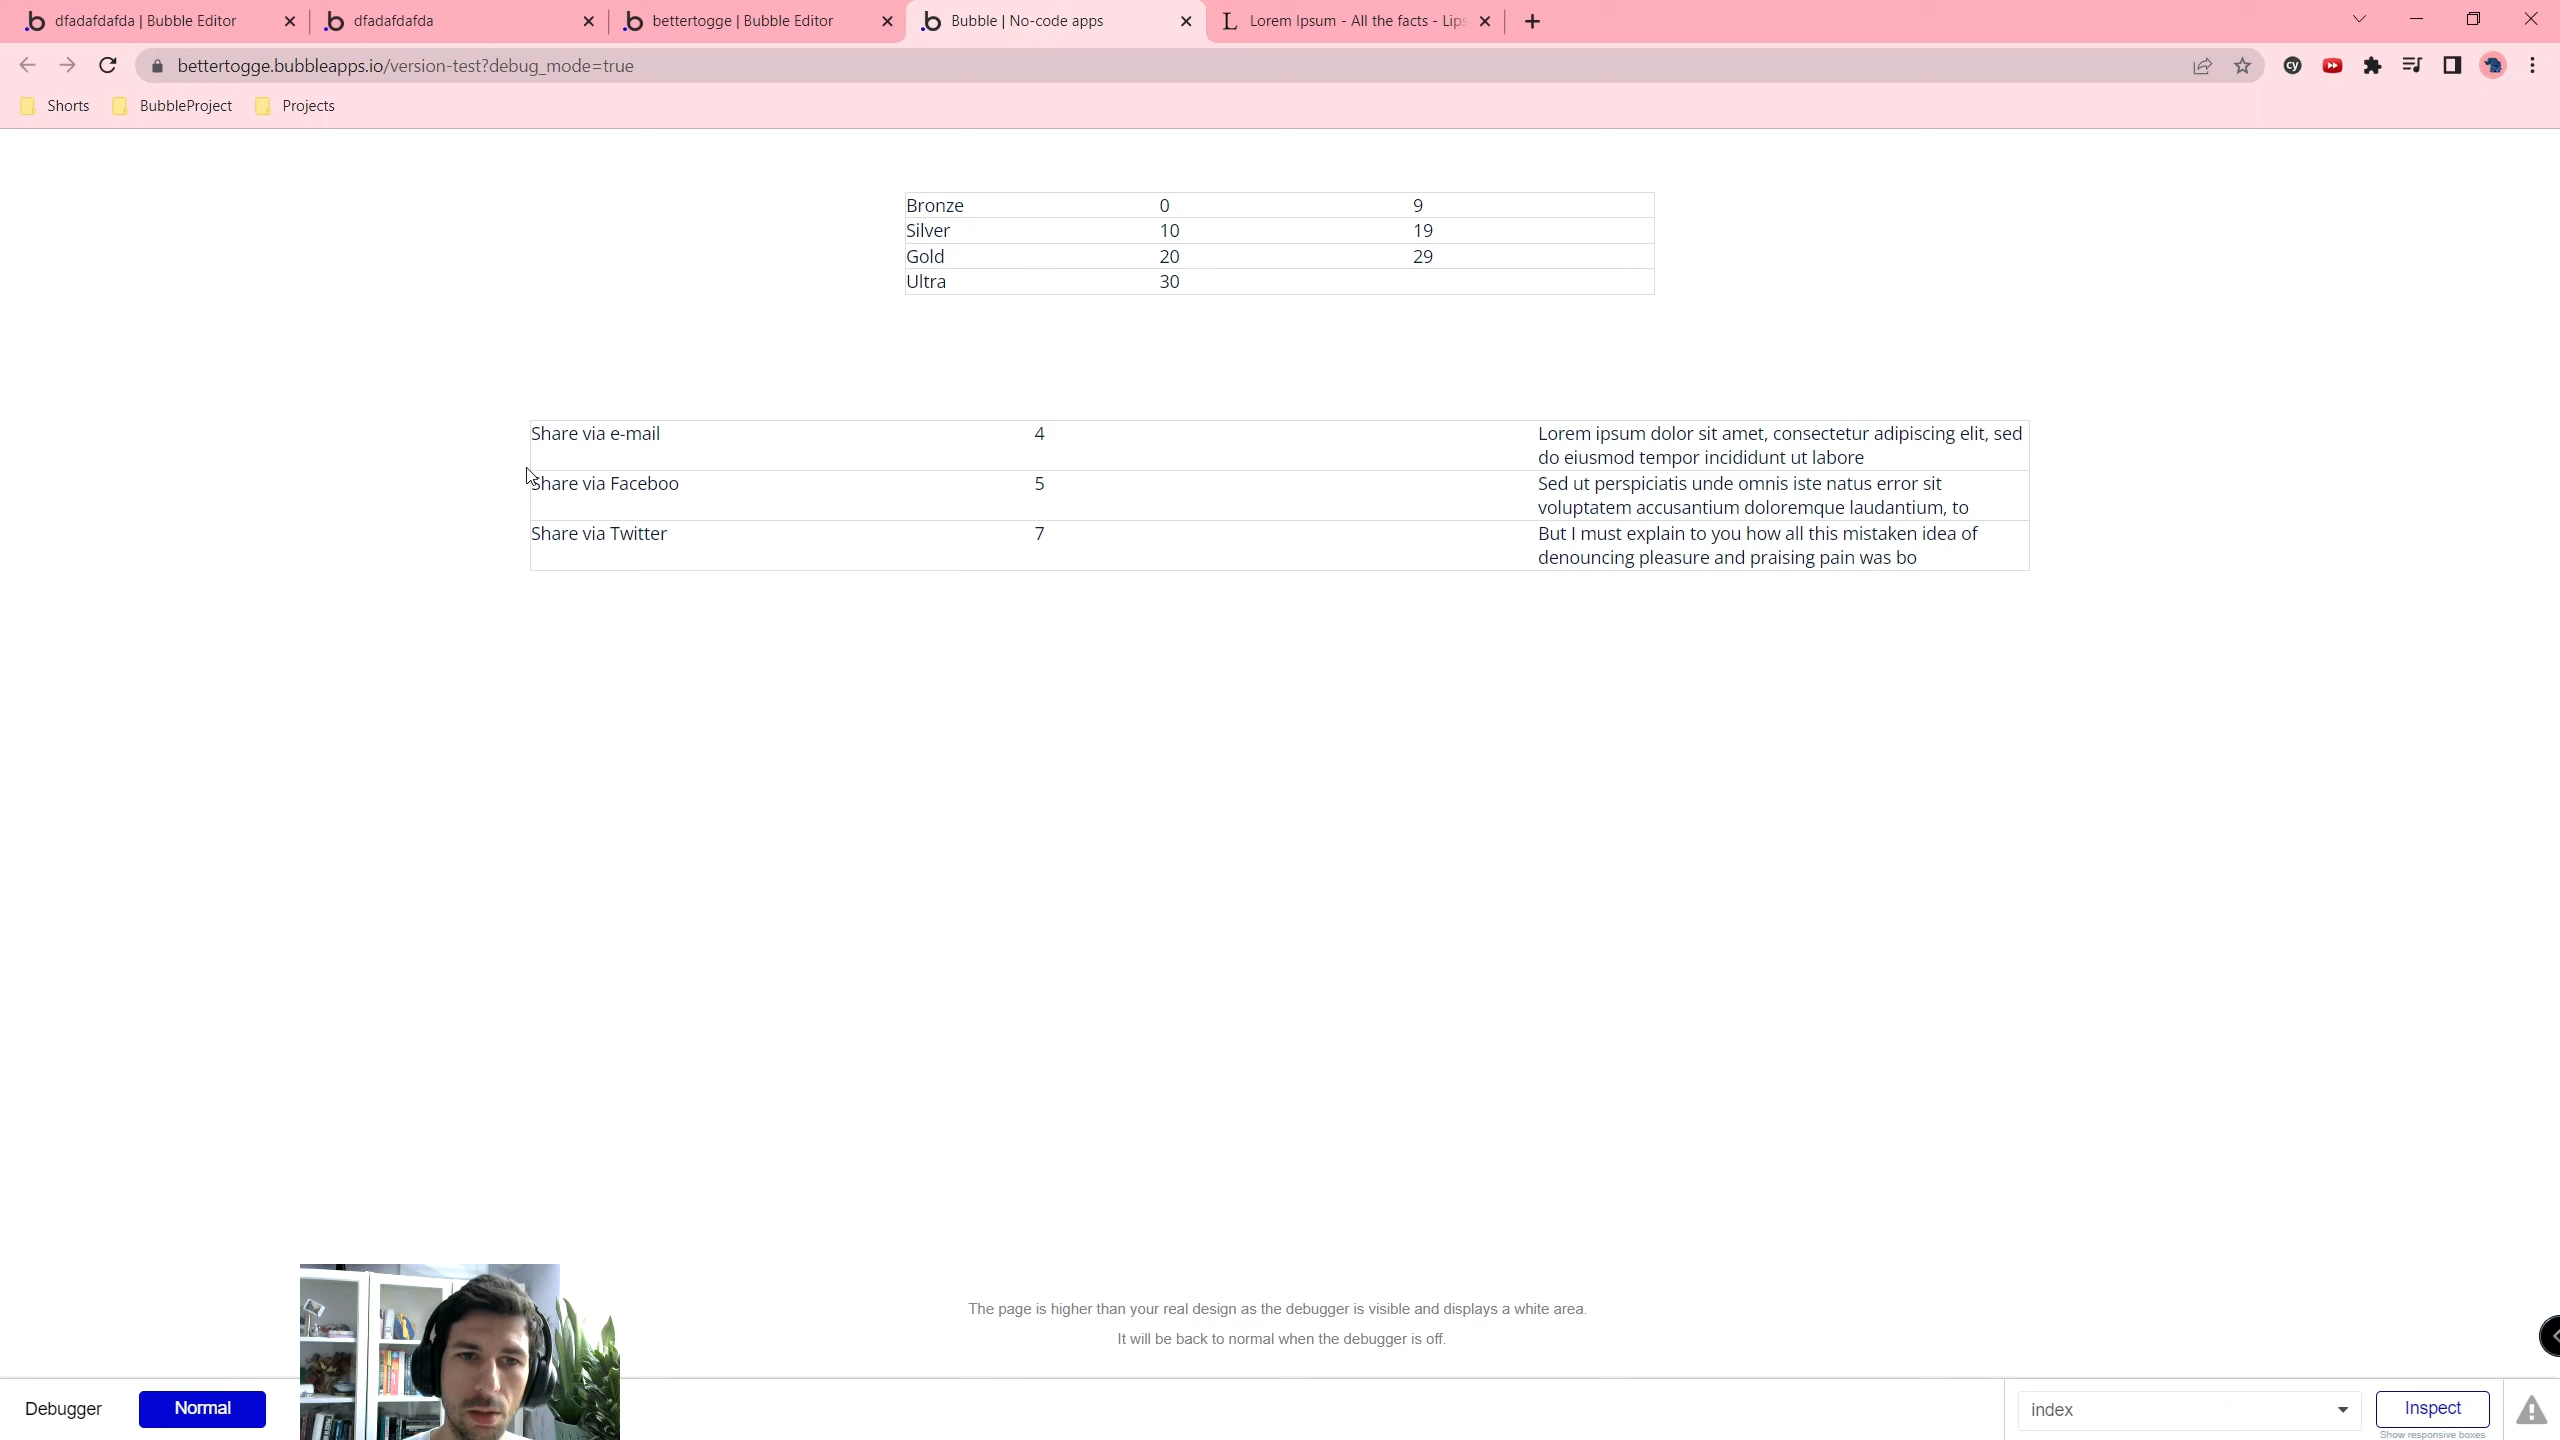 dfadafdafda | Bubble Editor
dfadafdafda
bettertogge | Bubble Editor
Bubble | No-code apps
Lorem Ipsum - All the facts - Lips
bettertogge.bubbleapps.io/version-test?debug_mode=true
cy
Shorts
BubbleProject
Projects
Bronze 0 9
Silver 10 19
Gold 20 29
Ultra 30
Share via e-mail 4 Lorem ipsum dolor sit amet, consectetur adipiscing elit, sed
do eiusmod tempor incididunt ut labore
Share via Faceboo 5 Sed ut perspiciatis unde omnis iste natus error sit
voluptatem accusantium doloremque laudantium, to
Share via Twitter 7 But I must explain to you how all this mistaken idea of
denouncing pleasure and praising pain was bo
The page is higher than your real design as the debugger is visible and displays a white area.
It will be back to normal when the debugger is off.
Debugger
Normal
index
Inspect
Show responsive boxes